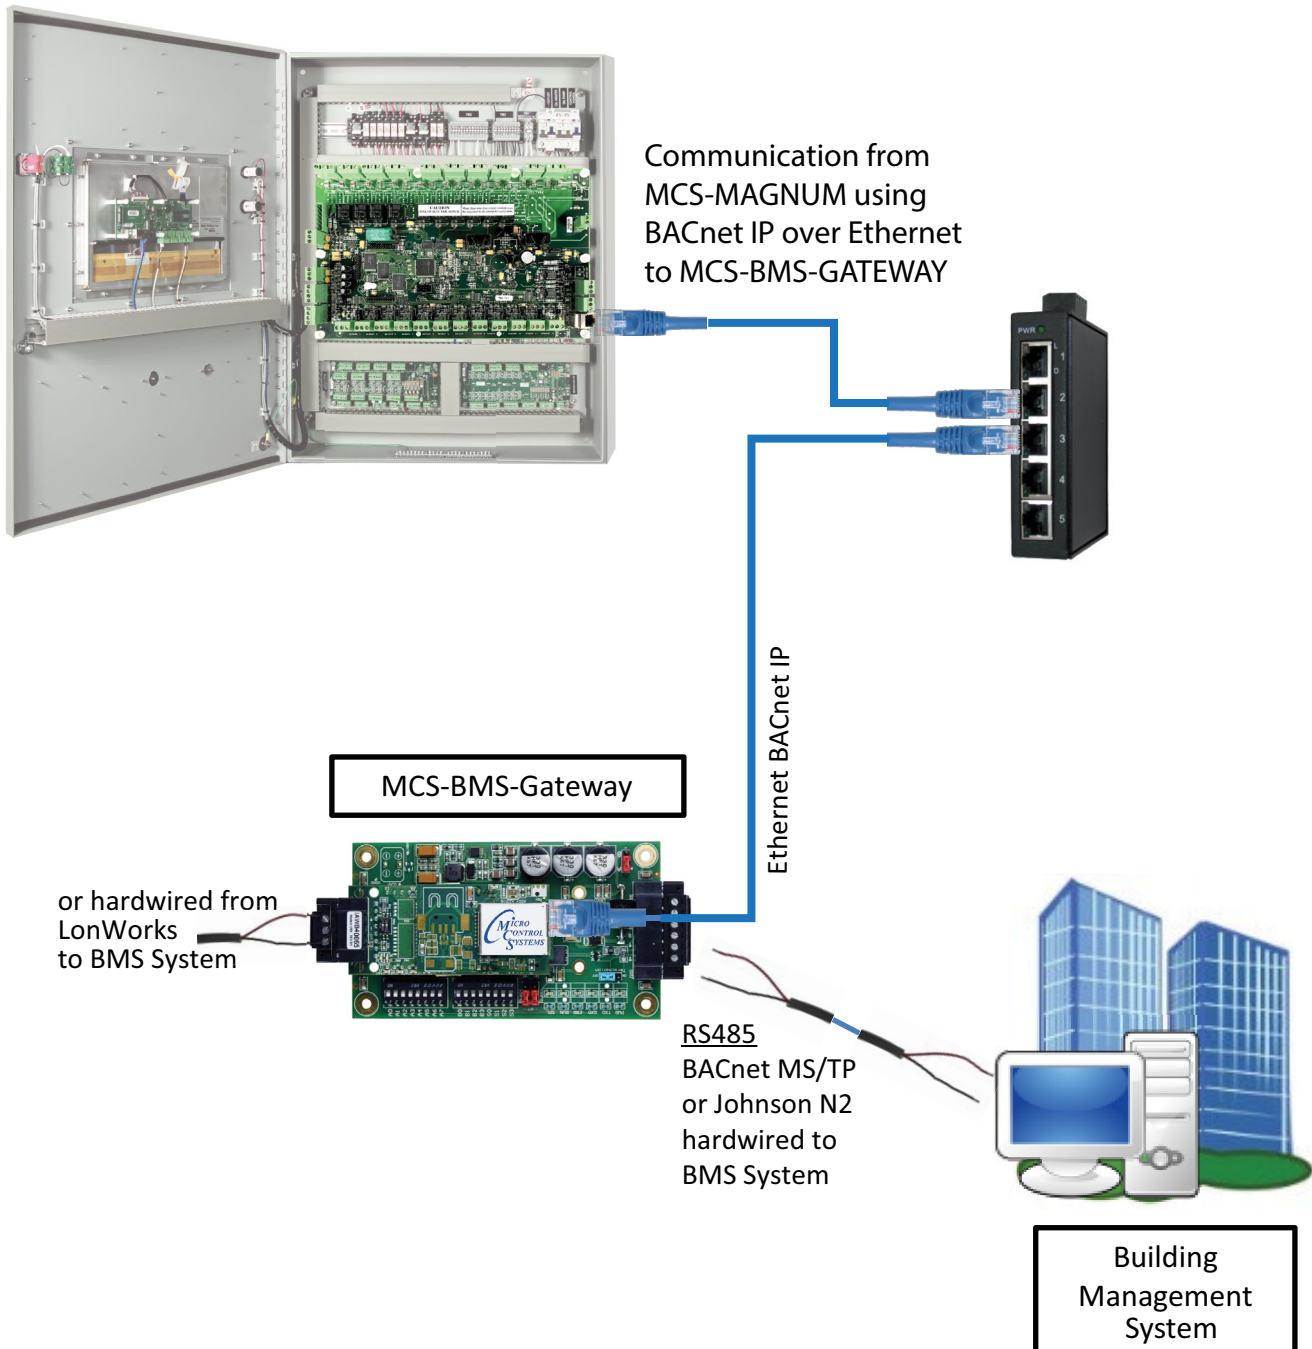 Communication from
MCS-MAGNUM using
BACnet IP over Ethernet
to MCS-BMS-GATEWAY
CAUTION
PWR
1
2
3
4
5
Ethernet BACnet IP
MCS-BMS-Gateway
or hardwired from
LonWorks
to BMS System
MICRO
CONTROL
SYSTEMS
RS485
BACnet MS/TP
or Johnson N2
hardwired to
BMS System
Building
Management
System